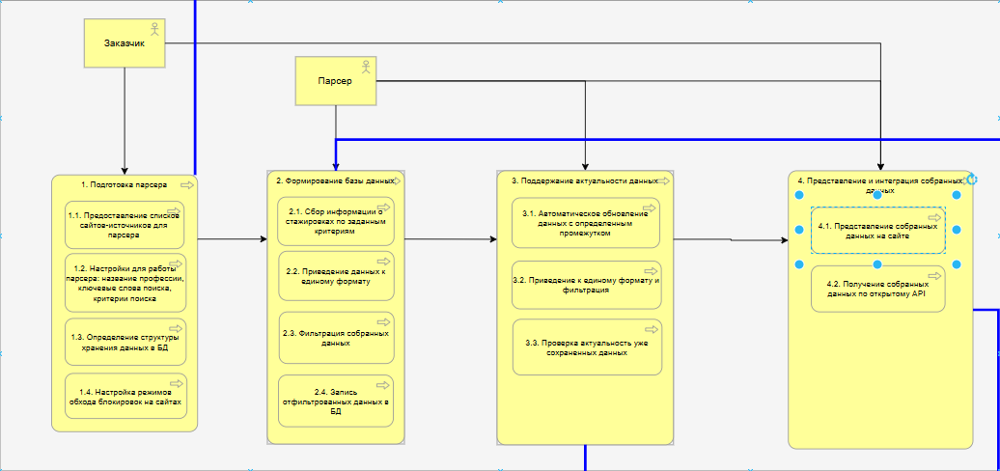 Заказчик
Парсер
1. Подготовка парсера
1.1. Предоставление списков
сайтов-источников для
парсера
1.2. Настройки для работы
парсера: название профессии,
ключевые слова поиска,
критерии поиска
1.3. Определение структуры
хранения данных в БД
1.4. Настройка режимов
обхода блокировок на сайтах
2. Формирование базы данных
2.1. Сбор информации о
стажировках по заданным
критериям
2.2. Приведение данных к
единому формату
2.3. Фильтрация собранных
данных
2.4. Запись
отфильтрованных данных в
БД
3. Поддержание актуальности данных
3.1. Автоматическое обновление
данных с определенным
промежутком
3.2. Приведение к единому формату и
фильтрация
3.3. Проверка актуальность уже
сохраненных данных
4. Представление и интеграция собранных
данных
4.1. Представление собранных
данных на сайте
4.2. Получение собранных
данных по открытому API